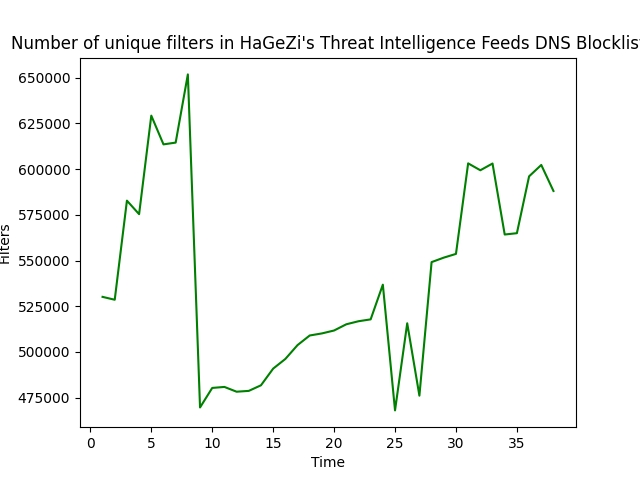 Number of unique filters in HaGeZi's Threat Intelligence Feeds DNS Blocklis
650000
625000
600000
575000
550000
525000
500000
475000
Filters
0 5 10 15 20 25 30 35
Time